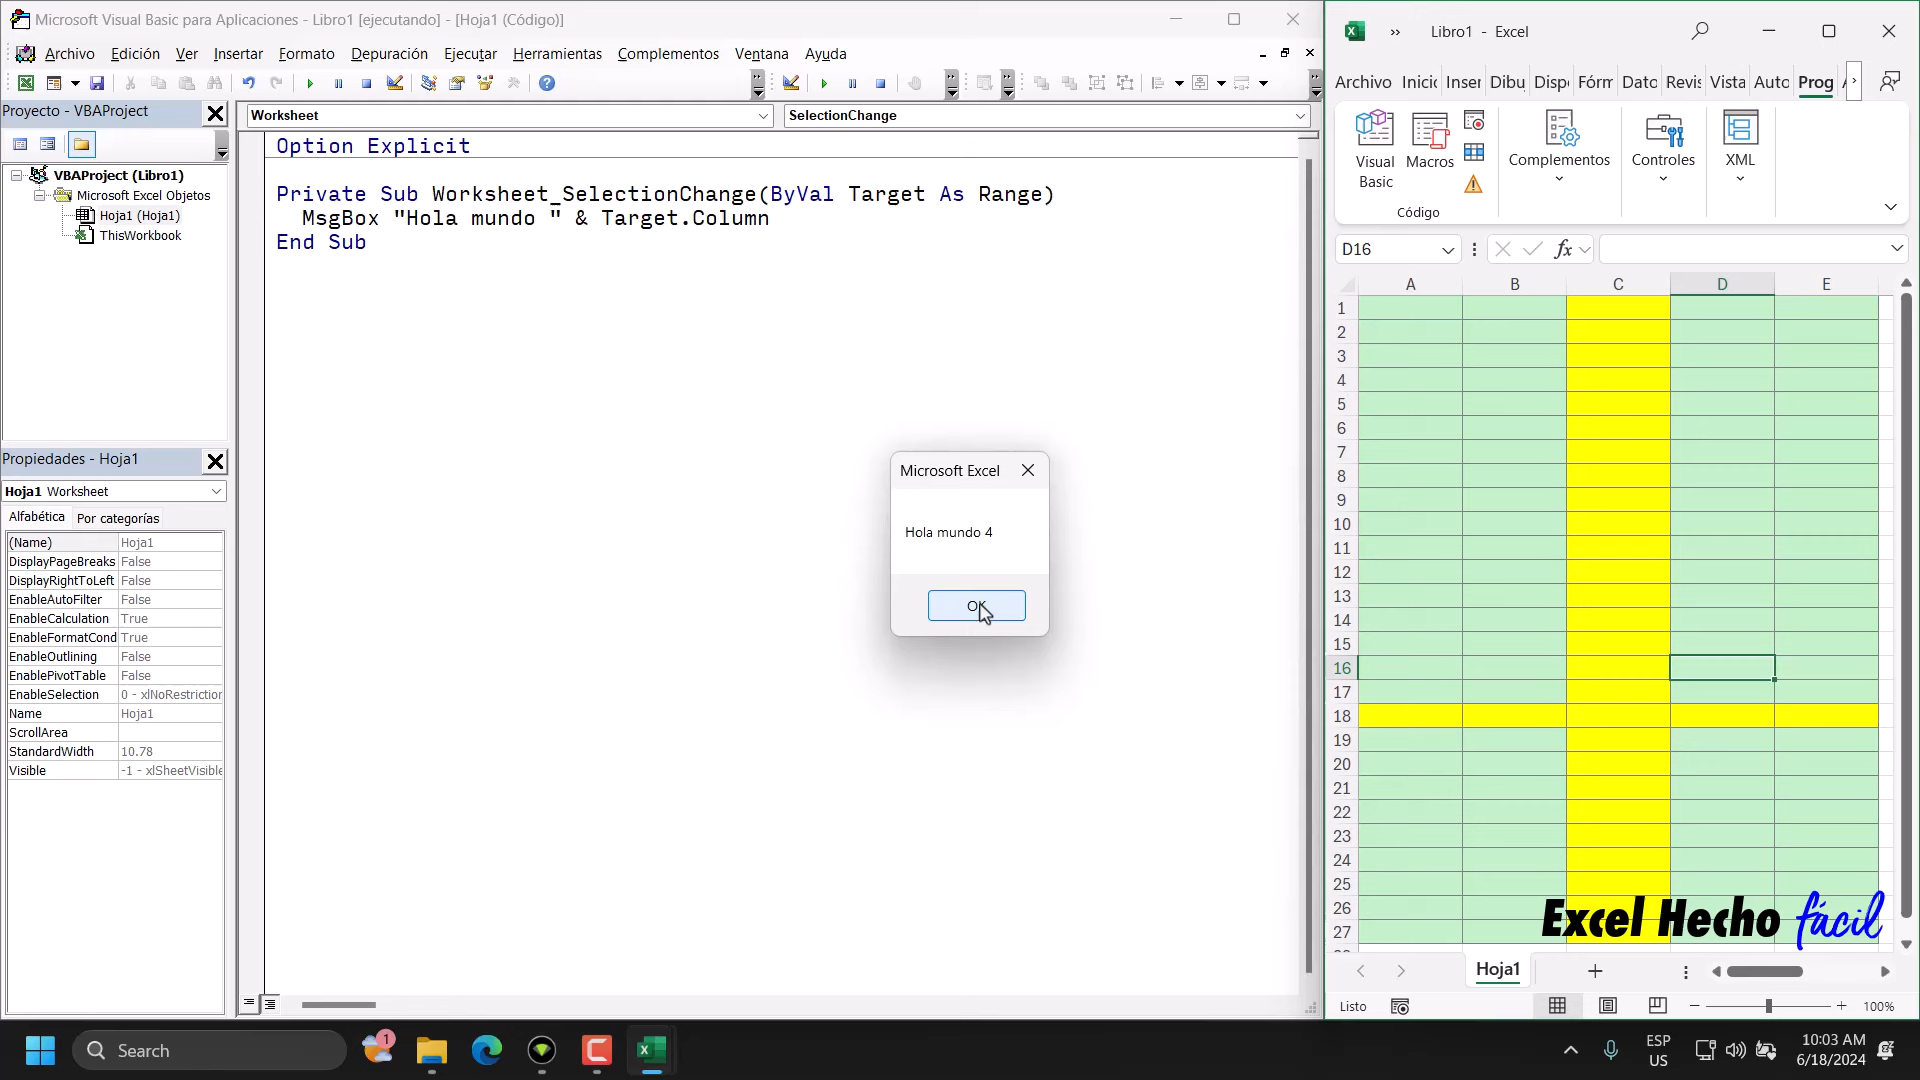 Microsoft Visual Basic para Aplicaciones - Libro1 [ejecutando] - [Hoja1 (Código)]
Archivo Edición Ver Insertar Formato Depuración Ejecutar Herramientas Complementos Ventana Ayuda
Proyecto - VBAProject
VBAProject (Libro1)
Microsoft Excel Objetos
Hoja1 (Hoja1)
ThisWorkbook
Propiedades - Hoja1
Hoja1 Worksheet
Alfabética Por categorías
(Name) Hoja1
DisplayPageBreaks False
DisplayRightToLeft False
EnableAutoFilter False
EnableCalculation True
EnableFormatCond True
EnableOutlining False
EnablePivotTable False
EnableSelection 0 - xlNoRestriction
Name Hoja1
ScrollArea
StandardWidth 10.78
Visible -1 - xlSheetVisible
Worksheet SelectionChange
Option Explicit
Private Sub Worksheet_SelectionChange(ByVal Target As Range)
MsgBox "Hola mundo " & Target.Column
End Sub
Microsoft Excel
Hola mundo 4
OK
Libro1 - Excel
Archivo Inicio Inser Dibu Disp Fórm Dato Revis Vista Auto Prog
Visual Basic
Macros
Complementos
Controles
XML
Código
D16
fx
A B C D E
1
2
3
4
5
6
7
8
9
10
11
12
13
14
15
16
17
18
19
20
21
22
23
24
25
26
27
Excel Hecho fácil
Hoja1
Listo
100%
1
Search
ESP
US
10:03 AM
6/18/2024